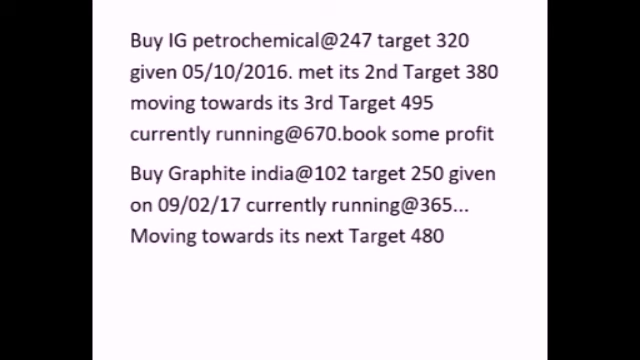 Buy IG petrochemical@247 target 320
given 05/10/2016. met its 2nd Target 380
moving towards its 3rd Target 495
currently running@670.book some profit
Buy Graphite india@102 target 250 given
on 09/02/17 currently running@365...
Moving towards its next Target 480